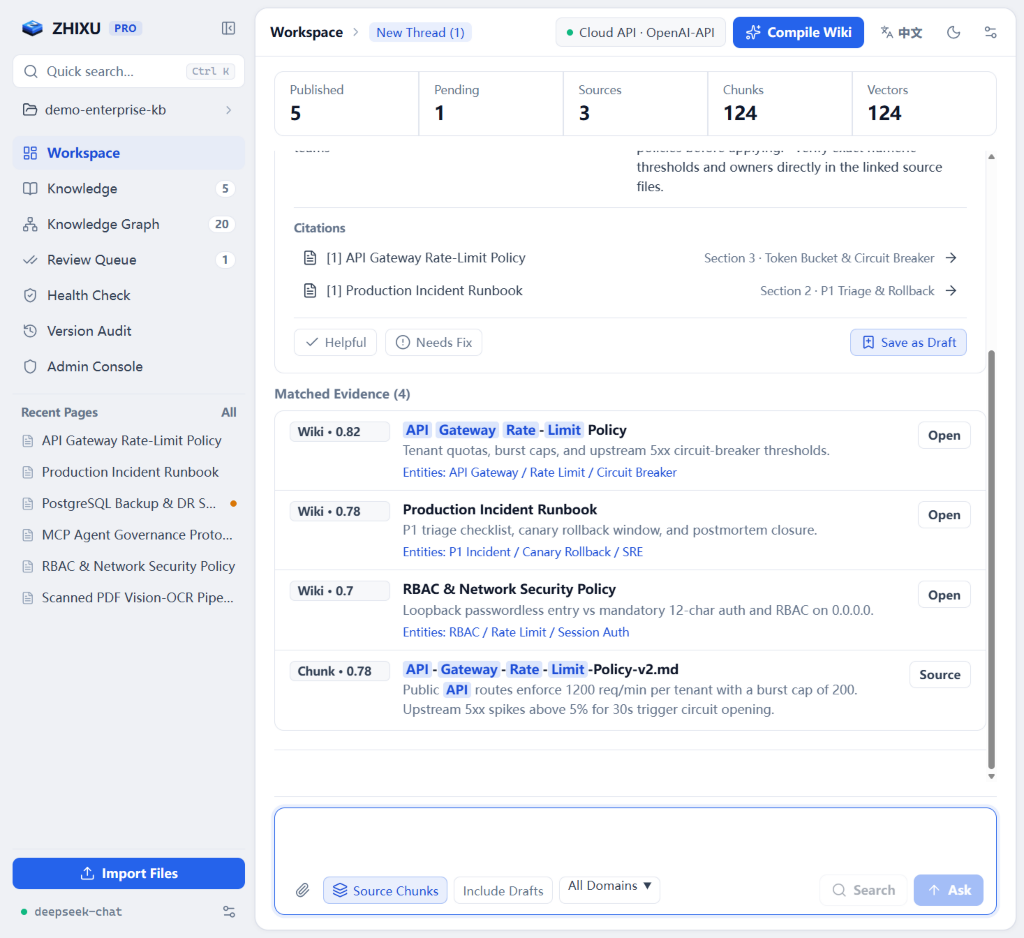 ZHIXU PRO
Quick search... Ctrl K
demo-enterprise-kb
Workspace
Knowledge 5
Knowledge Graph 20
Review Queue 1
Health Check
Version Audit
Admin Console
Recent Pages All
API Gateway Rate-Limit Policy
Production Incident Runbook
PostgreSQL Backup & DR S...
MCP Agent Governance Proto...
RBAC & Network Security Policy
Scanned PDF Vision-OCR Pipe...
Import Files
deepseek-chat
Workspace > New Thread (1)
Cloud API · OpenAI-API
Compile Wiki
中文
Published
5
Pending
1
Sources
3
Chunks
124
Vectors
124
teams
policies before applying. verify exact numeric
thresholds and owners directly in the linked source
files.
Citations
[1] API Gateway Rate-Limit Policy Section 3 · Token Bucket & Circuit Breaker →
[1] Production Incident Runbook Section 2 · P1 Triage & Rollback →
Helpful
Needs Fix
Save as Draft
Matched Evidence (4)
Wiki • 0.82
API Gateway Rate-Limit Policy
Tenant quotas, burst caps, and upstream 5xx circuit-breaker thresholds.
Entities: API Gateway / Rate Limit / Circuit Breaker
Open
Wiki • 0.78
Production Incident Runbook
P1 triage checklist, canary rollback window, and postmortem closure.
Entities: P1 Incident / Canary Rollback / SRE
Open
Wiki • 0.7
RBAC & Network Security Policy
Loopback passwordless entry vs mandatory 12-char auth and RBAC on 0.0.0.0.
Entities: RBAC / Rate Limit / Session Auth
Open
Chunk • 0.78
API-Gateway-Rate-Limit-Policy-v2.md
Public API routes enforce 1200 req/min per tenant with a burst cap of 200.
Upstream 5xx spikes above 5% for 30s trigger circuit opening.
Source
Source Chunks
Include Drafts
All Domains ▼
Search
Ask